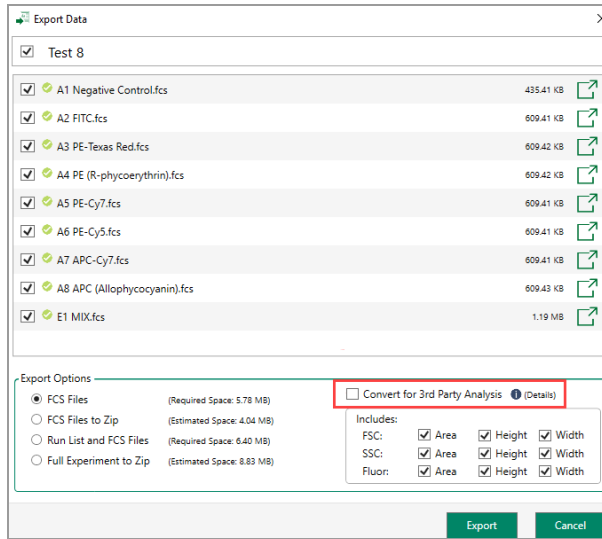 Export Data
Test 8
A1 Negative Control.fcs 435.41 KB
A2 FITC.fcs 609.41 KB
A3 PE-Texas Red.fcs 609.42 KB
A4 PE (R-phycoerythrin).fcs 609.42 KB
A5 PE-Cy7.fcs 609.41 KB
A6 PE-Cy5.fcs 609.41 KB
A7 APC-Cy7.fcs 609.41 KB
A8 APC (Allophycocyanin).fcs 609.43 KB
E1 MIX.fcs 1.19 MB
Export Options
FCS Files (Required Space: 5.78 MB)
FCS Files to Zip (Estimated Space: 4.04 MB)
Run List and FCS Files (Required Space: 6.40 MB)
Full Experiment to Zip (Estimated Space: 8.83 MB)
Convert for 3rd Party Analysis (Details)
Includes:
FSC: Area Height Width
SSC: Area Height Width
Fluor: Area Height Width
Export Cancel